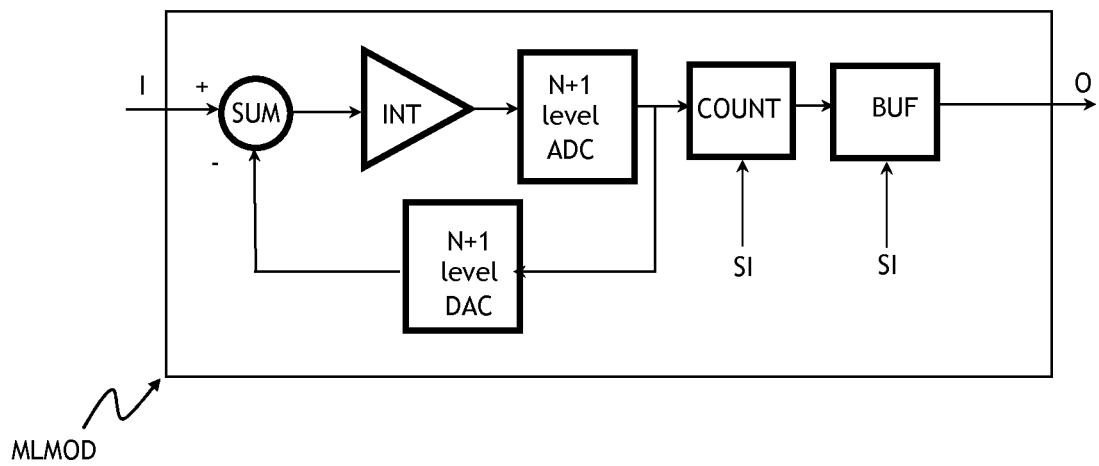 I
+
SUM
-
INT
N+1
level
ADC
COUNT
BUF
O
N+1
level
DAC
SI
SI
MLMOD